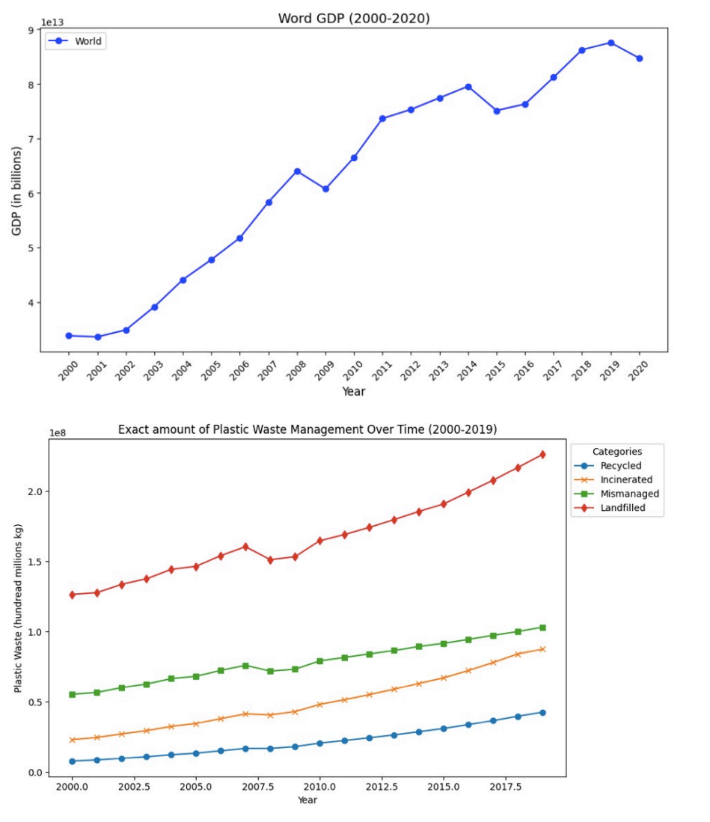 Word GDP (2000-2020)
1e13
World
9
8
7
6
5
4
GDP (in billions)
2000 2001 2002 2003 2004 2005 2006 2007 2008 2009 2010 2011 2012 2013 2014 2015 2016 2017 2018 2019 2020
Year
Exact amount of Plastic Waste Management Over Time (2000-2019)
1e8
Categories
Recycled
Incinerated
Mismanaged
Landfilled
2.0
1.5
1.0
0.5
0.0
Plastic Waste (hundread millions kg)
2000.0 2002.5 2005.0 2007.5 2010.0 2012.5 2015.0 2017.5
Year